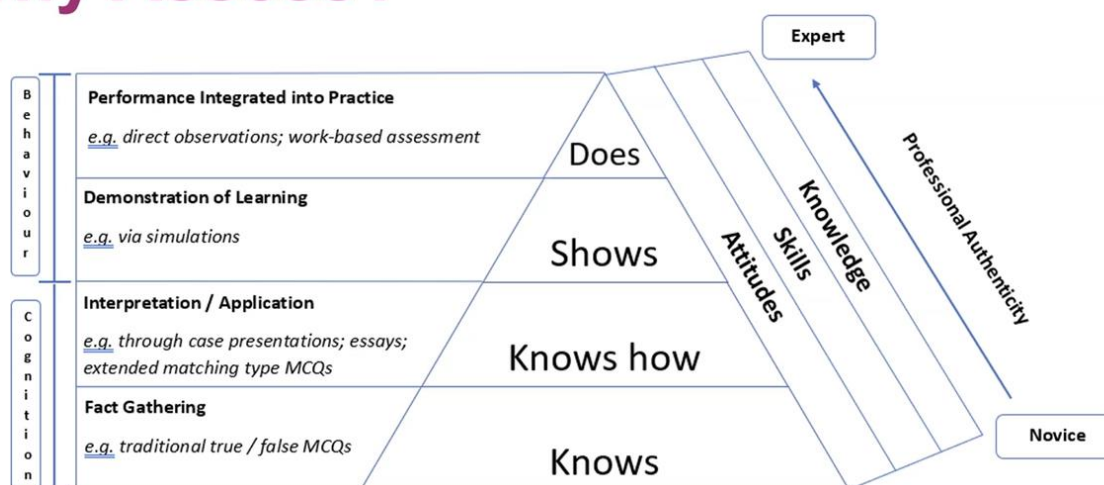 Expert
Behaviour
Performance Integrated into Practice
e.g. direct observations; work-based assessment
Does
Demonstration of Learning
e.g. via simulations
Shows
Cognition
Interpretation / Application
e.g. through case presentations; essays;
extended matching type MCQs
Knows how
Fact Gathering
e.g. traditional true / false MCQs
Knows
Attitudes
Skills
Knowledge
Professional Authenticity
Novice